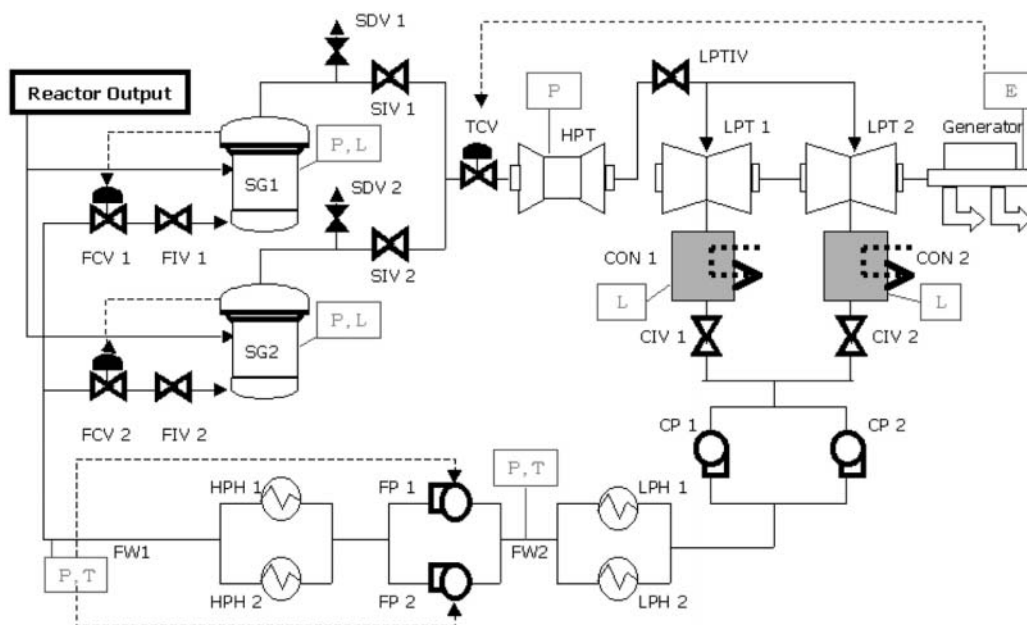 SDV 1
LPTIV
Reactor Output
SIV 1
TCV
P
HPT
LPT 1
LPT 2
E
Generator
P, L
SG1
SDV 2
FCV 1
FIV 1
SIV 2
CON 1
CON 2
P, L
SG2
L
L
CIV 1
CIV 2
FCV 2
FIV 2
CP 1
CP 2
HPH 1
FP 1
P, T
LPH 1
FW1
FW2
P, T
HPH 2
FP 2
LPH 2